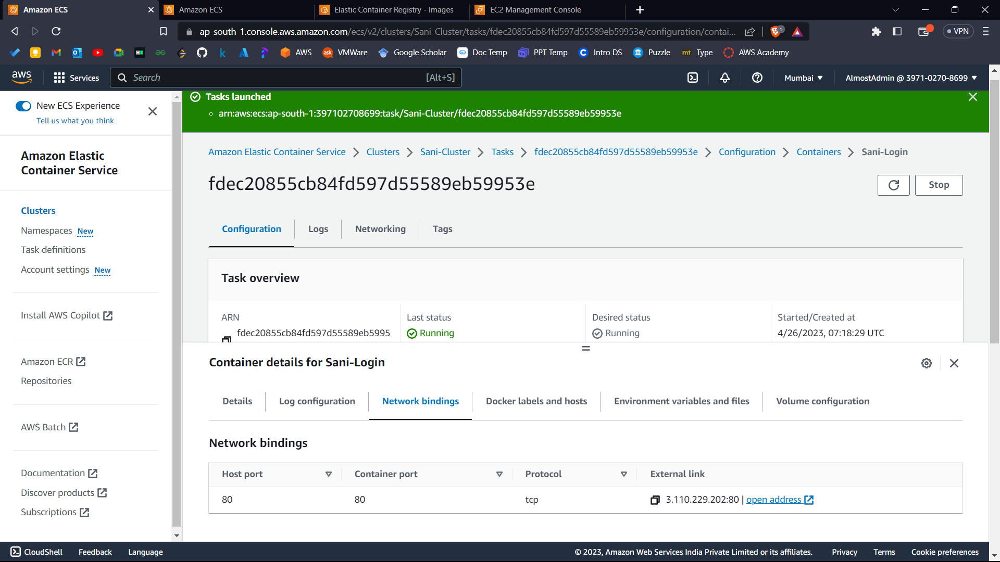 Amazon ECS
Amazon ECS
Elastic Container Registry - Images
EC2 Management Console
ap-south-1.console.aws.amazon.com/ecs/v2/clusters/Sani-Cluster/tasks/fdec20855cb84fd597d55589eb59953e/configuration/contai...
1
VPN
AWS
VMWare
Google Scholar
Doc Temp
PPT Temp
Intro DS
Puzzle
mt Type
AWS Academy
aws
Services
Search
[Alt+S]
Mumbai
AlmostAdmin @ 3971-0270-8699
New ECS Experience
Tell us what you think
Amazon Elastic
Container Service
Clusters
Namespaces New
Task definitions
Account settings New
Install AWS Copilot
Amazon ECR
Repositories
AWS Batch
Documentation
Discover products
Subscriptions
Tasks launched
arn:aws:ecs:ap-south-1:397102708699:task/Sani-Cluster/fdec20855cb84fd597d55589eb59953e
Amazon Elastic Container Service
Clusters
Sani-Cluster
Tasks
fdec20855cb84fd597d55589eb59953e
Configuration
Containers
Sani-Login
fdec20855cb84fd597d55589eb59953e
Stop
Configuration
Logs
Networking
Tags
Task overview
ARN
fdec20855cb84fd597d55589eb5995
Last status
Running
Desired status
Running
Started/Created at
4/26/2023, 07:18:29 UTC
Container details for Sani-Login
Details
Log configuration
Network bindings
Docker labels and hosts
Environment variables and files
Volume configuration
Network bindings
Host port
Container port
Protocol
External link
80
80
tcp
3.110.229.202:80 | open address
CloudShell
Feedback
Language
© 2023, Amazon Web Services India Private Limited or its affiliates.
Privacy
Terms
Cookie preferences